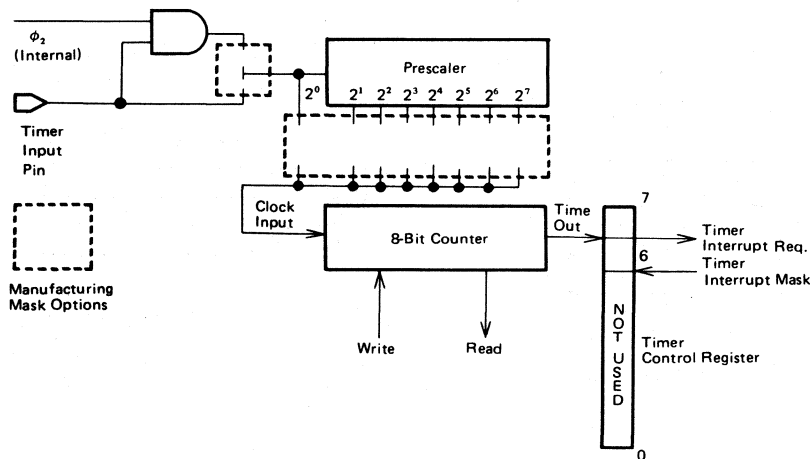 ϕ2
(Internal)
Prescaler
2⁰ 2¹ 2² 2³ 2⁴ 2⁵ 2⁶ 2⁷
Timer
Input
Pin
Clock
Input
8-Bit Counter
Time
Out
7
Timer
Interrupt Req.
6
Timer
Interrupt Mask
Manufacturing
Mask Options
Write
Read
NOT USED
Timer
Control Register
0